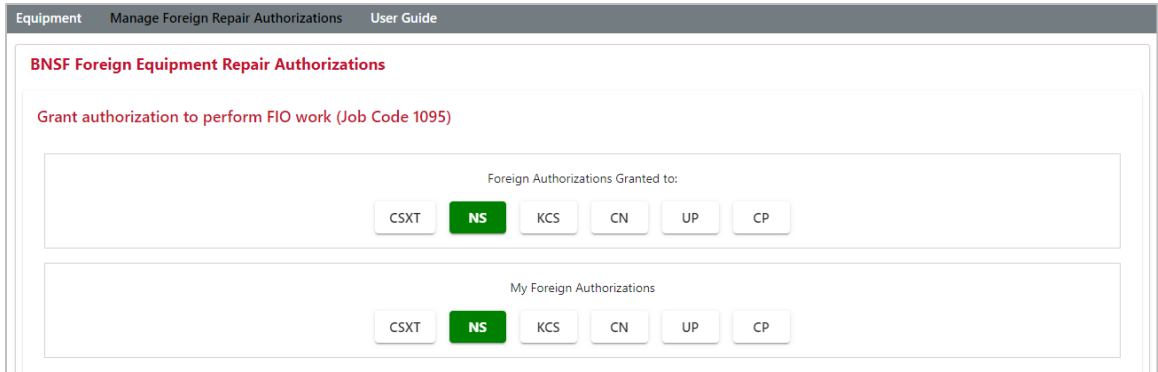 Equipment Manage Foreign Repair Authorizations User Guide
BNSF Foreign Equipment Repair Authorizations
Grant authorization to perform FIO work (Job Code 1095)
Foreign Authorizations Granted to:
CSXT NS KCS CN UP CP
My Foreign Authorizations
CSXT NS KCS CN UP CP